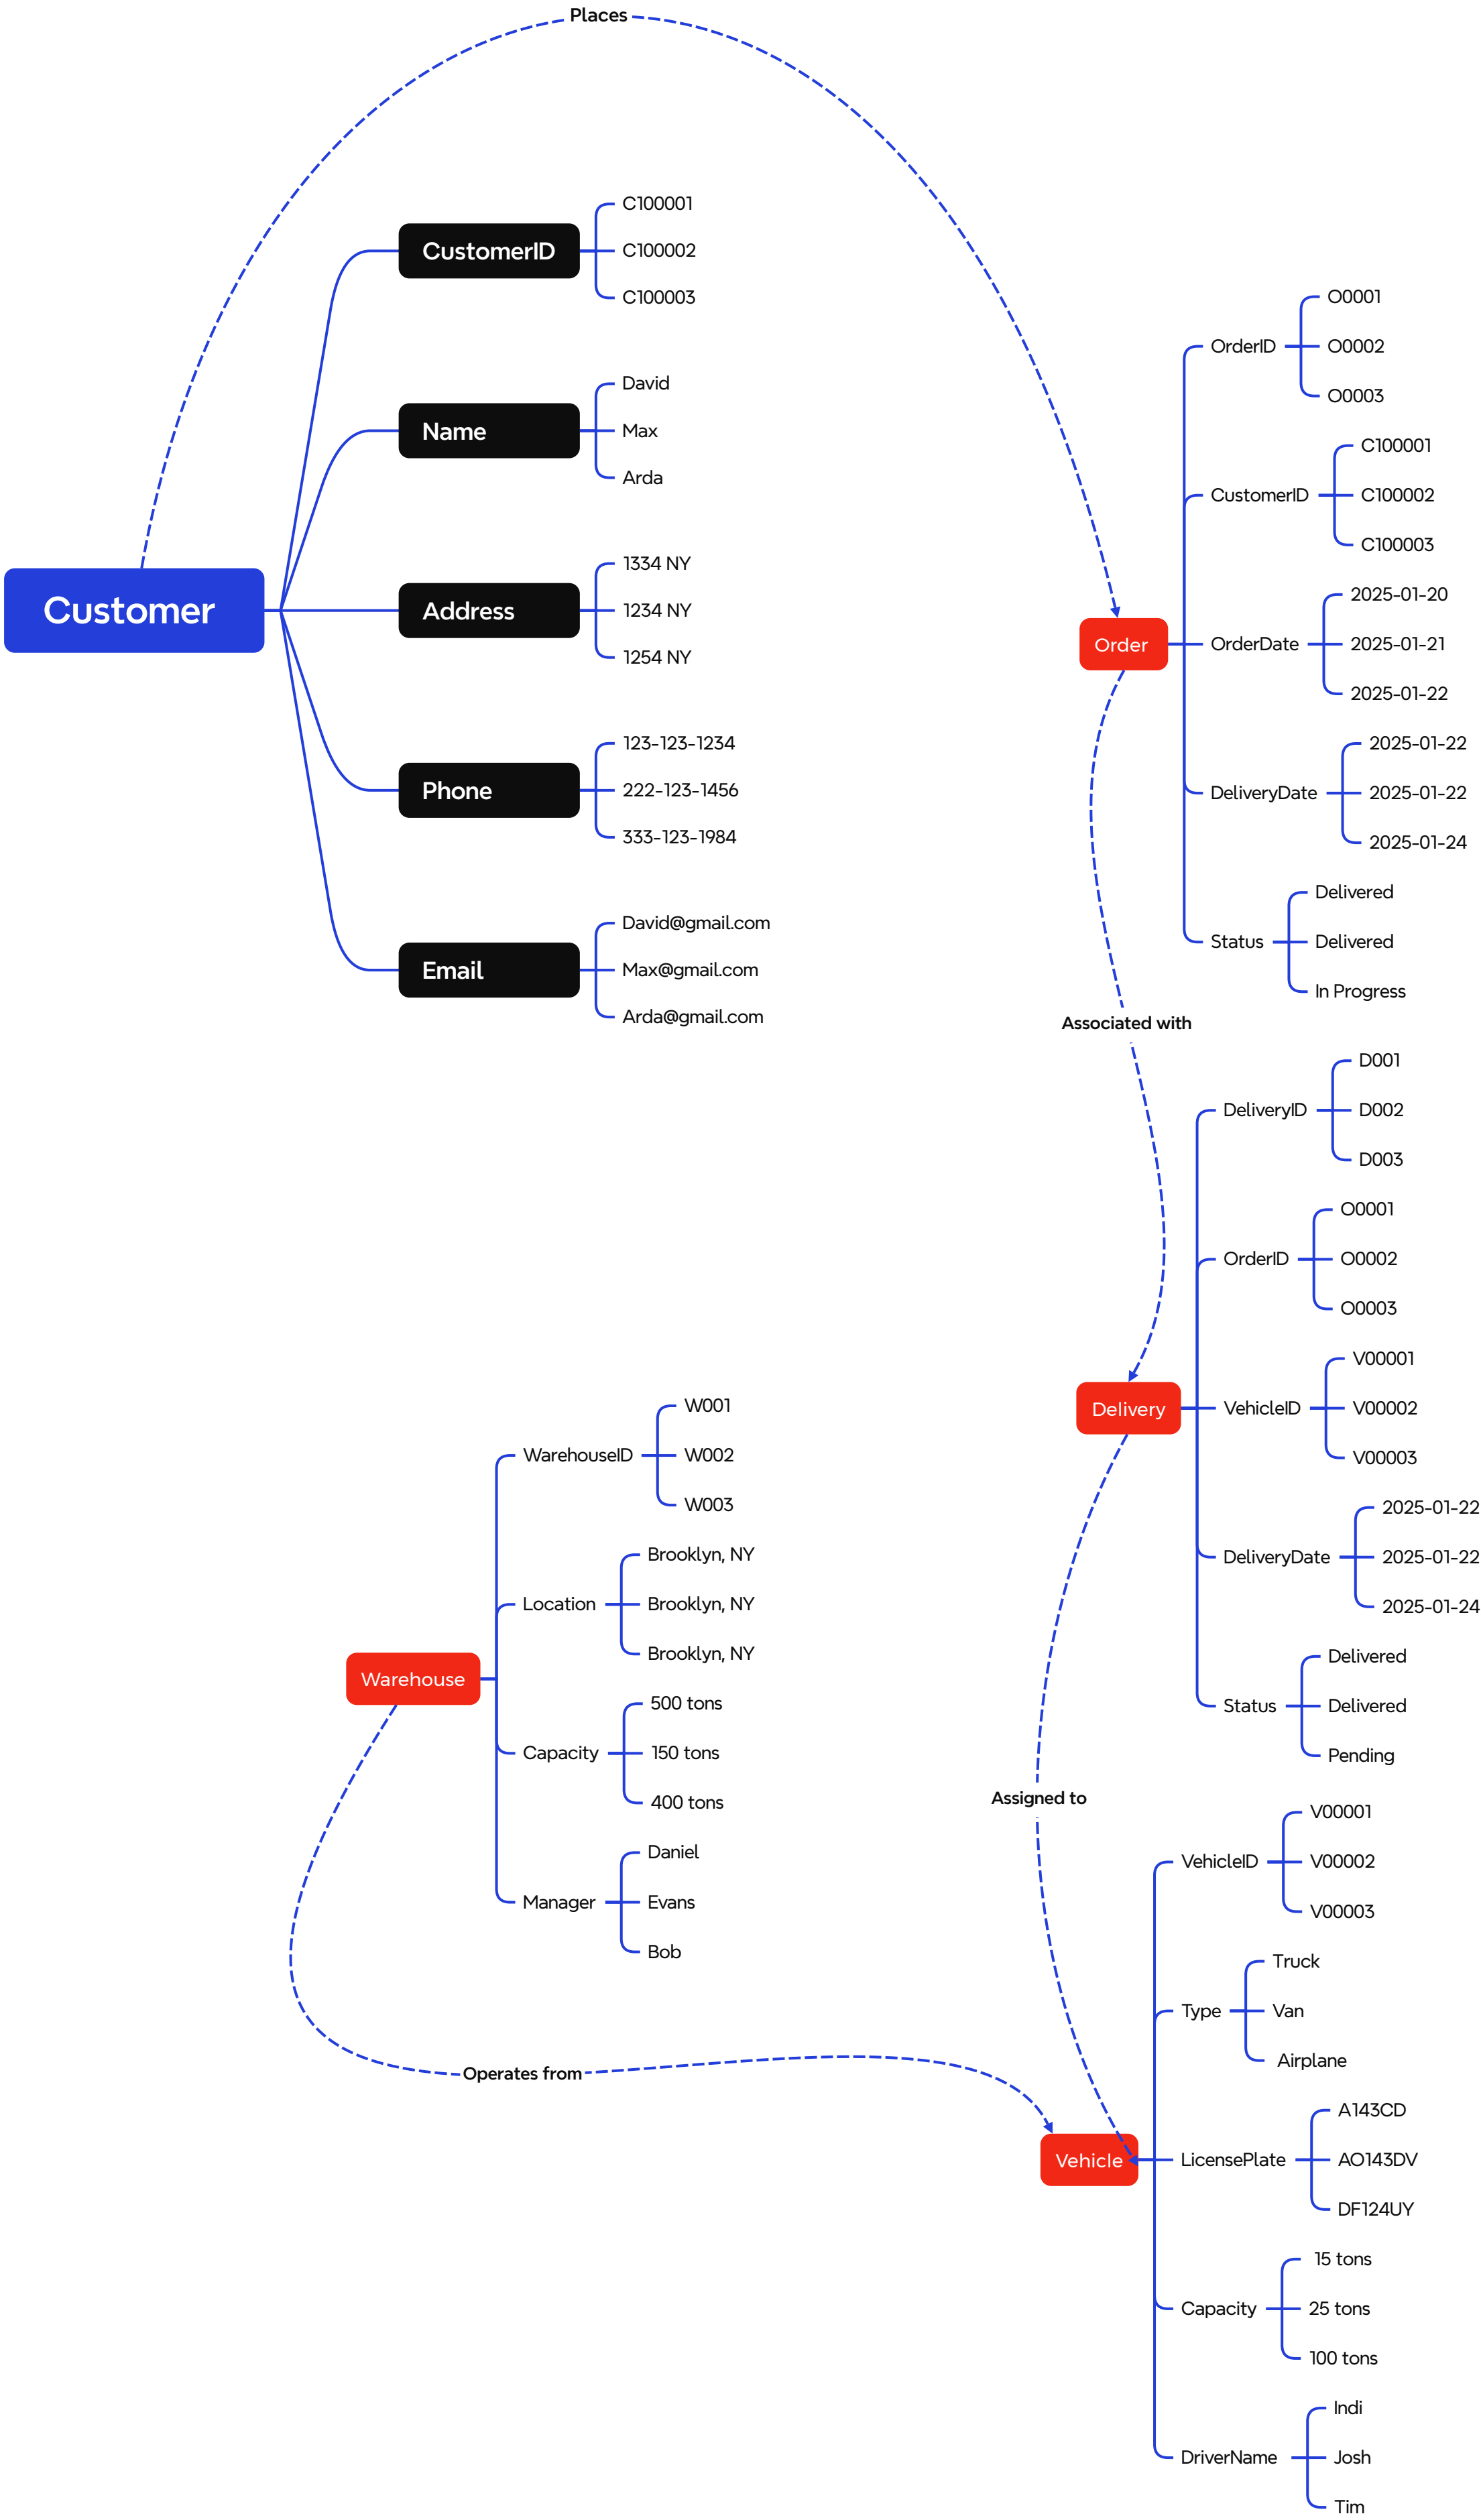 Places
Customer
CustomerID
C100001
C100002
C100003
Name
David
Max
Arda
Address
1334 NY
1234 NY
1254 NY
Phone
123-123-1234
222-123-1456
333-123-1984
Email
David@gmail.com
Max@gmail.com
Arda@gmail.com
Order
OrderID
O0001
O0002
O0003
CustomerID
C100001
C100002
C100003
OrderDate
2025-01-20
2025-01-21
2025-01-22
DeliveryDate
2025-01-22
2025-01-22
2025-01-24
Status
Delivered
Delivered
In Progress
Associated with
Delivery
DeliveryID
D001
D002
D003
OrderID
O0001
O0002
O0003
VehicleID
V00001
V00002
V00003
DeliveryDate
2025-01-22
2025-01-22
2025-01-24
Status
Delivered
Delivered
Pending
Warehouse
WarehouseID
W001
W002
W003
Location
Brooklyn, NY
Brooklyn, NY
Brooklyn, NY
Capacity
500 tons
150 tons
400 tons
Manager
Daniel
Evans
Bob
Assigned to
Operates from
Vehicle
VehicleID
V00001
V00002
V00003
Type
Truck
Van
Airplane
LicensePlate
A143CD
AO143DV
DF124UY
Capacity
15 tons
25 tons
100 tons
DriverName
Indi
Josh
Tim